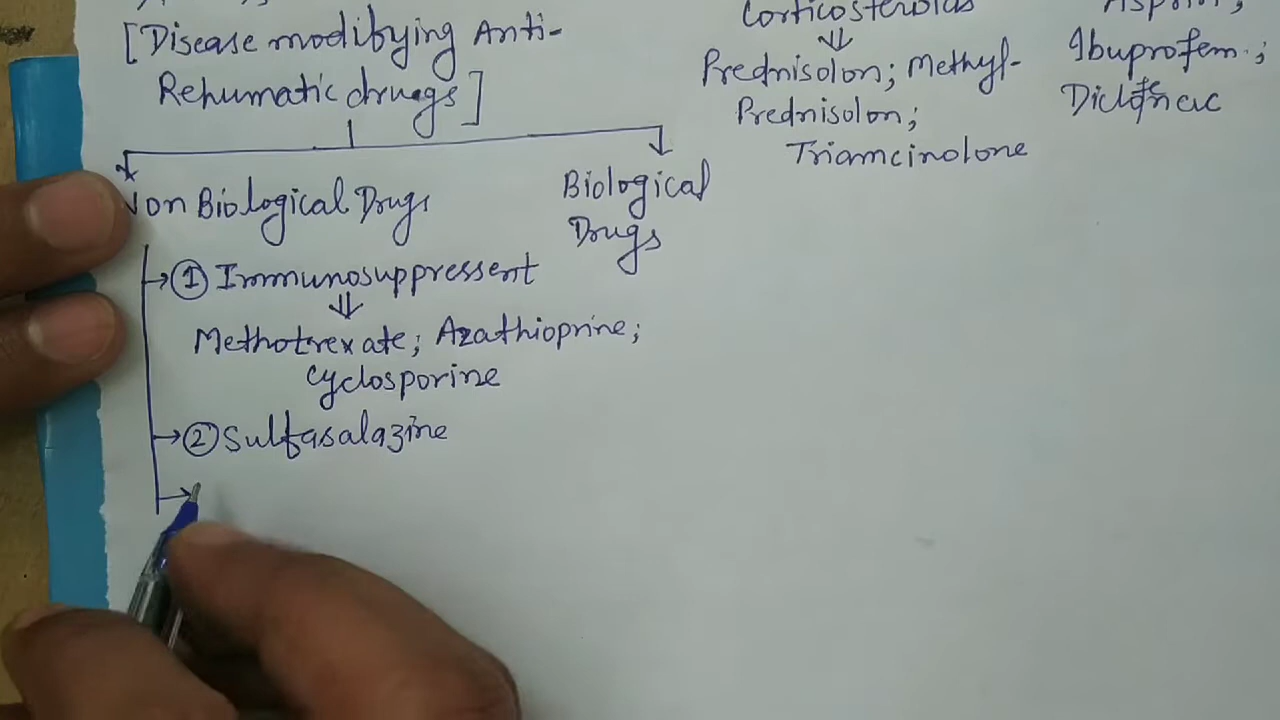 [Disease modifying Anti-
Rehumatic drugs]
Non Biological Drugs
① Immunosuppressent
Methotrexate; Azathioprine;
Cyclosporine
② Sulfasalazine
Biological
Drugs
Corticosteroids
Prednisolon; Methyl-
Prednisolon;
Triamcinolone
Ibuprofem;